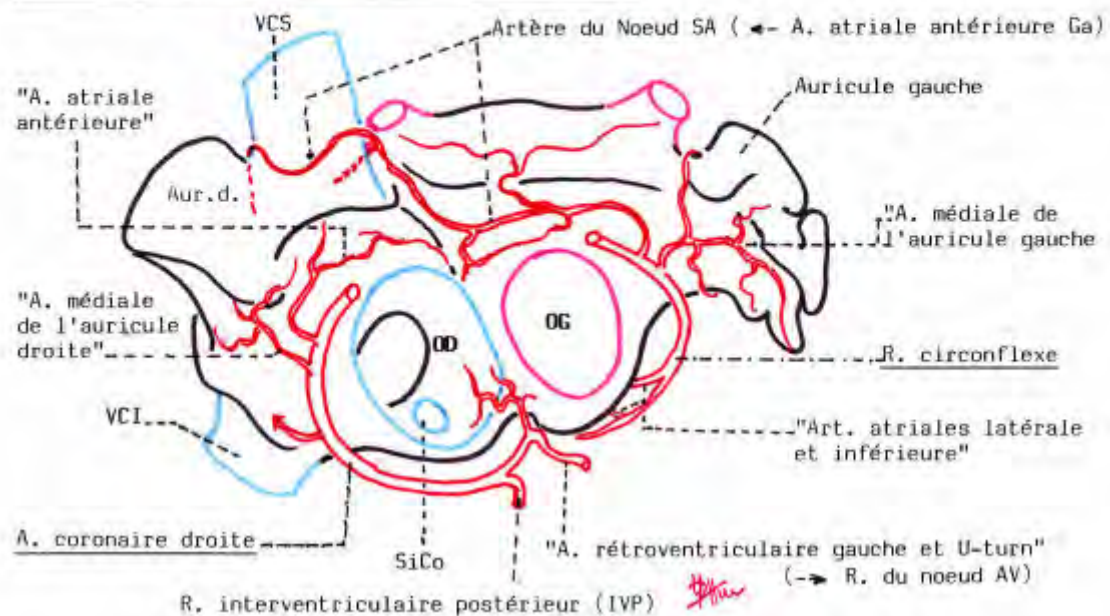 VCS
Artère du Noeud SA ( ◄- A. atriale antérieure Ga)
"A. atriale
antérieure"
Auricule gauche
Aur.d.
"A. médiale de
l'auricule gauche
"A. médiale
de l'auricule
droite"
OD
OG
R. circonflexe
VCI
"Art. atriales latérale
et inférieure"
A. coronaire droite
SiCo
"A. rétroventriculaire gauche et U-turn"
(-► R. du noeud AV)
R. interventriculaire postérieur (IVP)